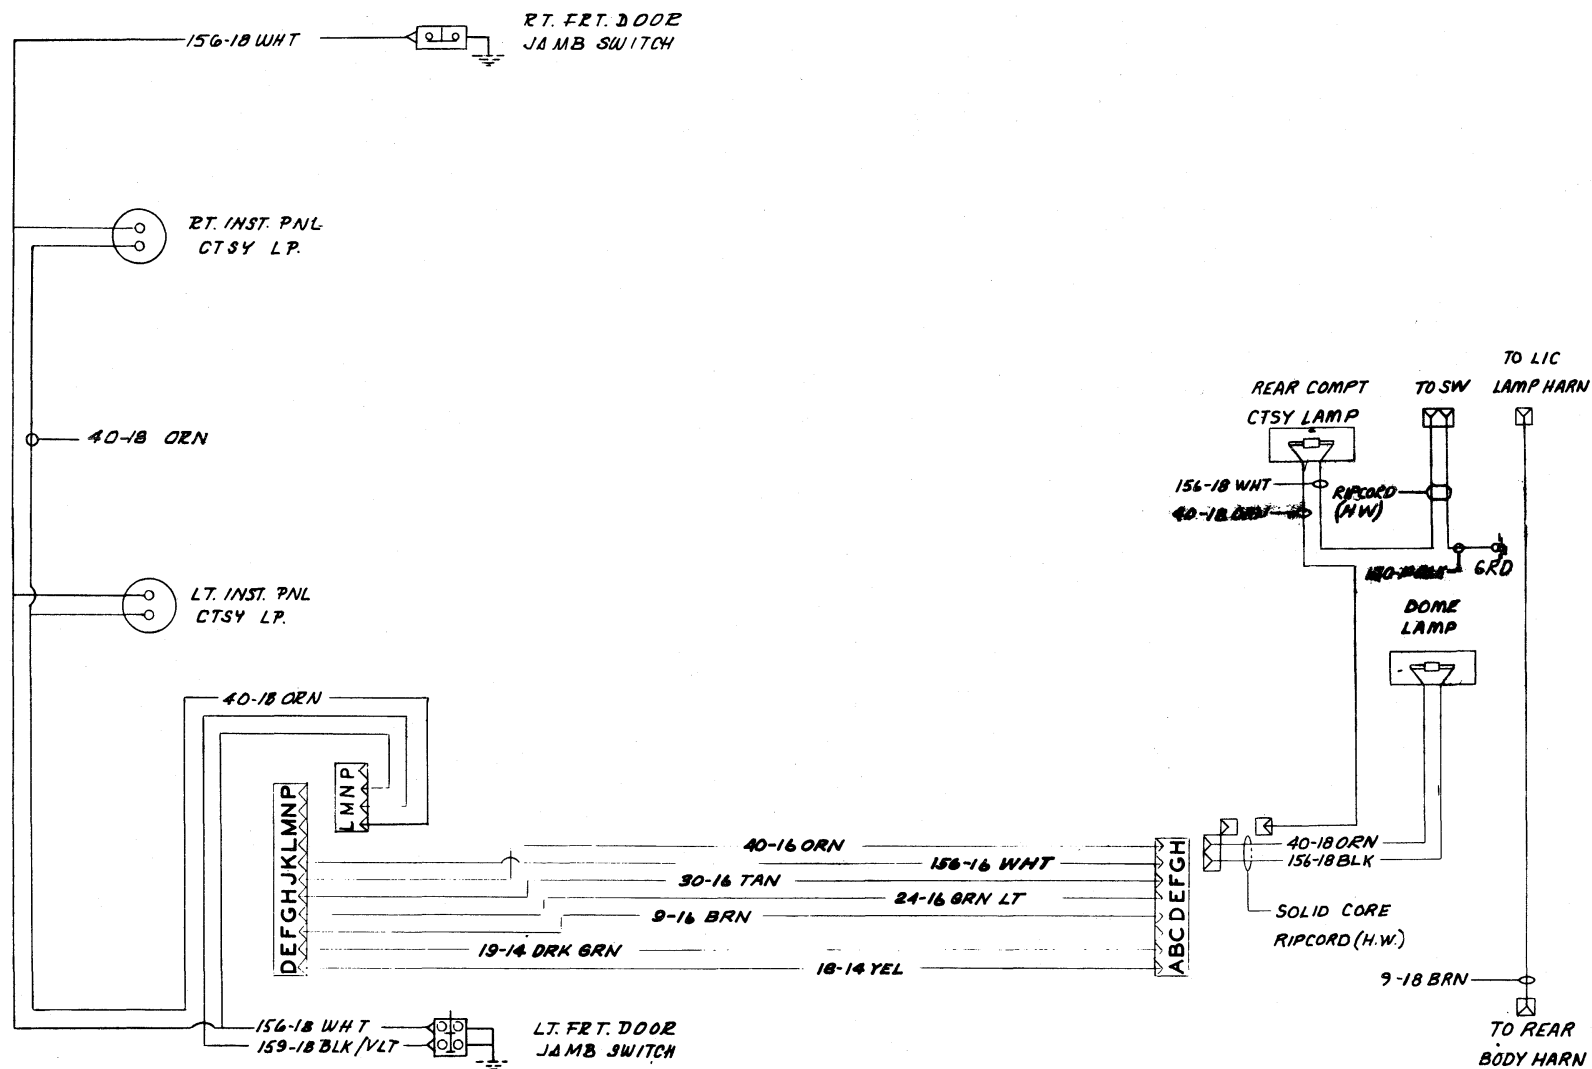 RT. FRT. DOOR
JAMB SWITCH
156-18 WHT
RT. INST. PNL
CTSY LP.
40-18 ORN
LT. INST. PNL
CTSY LP.
40-18 ORN
LMNP
DEFGHJKLMNP
40-16 ORN
156-16 WHT
30-16 TAN
24-16 GRN LT
9-16 BRN
19-14 DRK GRN
18-14 YEL
ABCDEFGH
156-18 WHT
159-18 BLK/VLT
LT. FRT. DOOR
JAMB SWITCH
TO LIC
LAMP HARN
REAR COMPT
CTSY LAMP
TO SW
156-18 WHT
40-18 ORN
RIPCORD
(HW)
GRD
DOME
LAMP
40-18 ORN
156-18 BLK
SOLID CORE
RIPCORD (H.W.)
9-18 BRN
TO REAR
BODY HARN